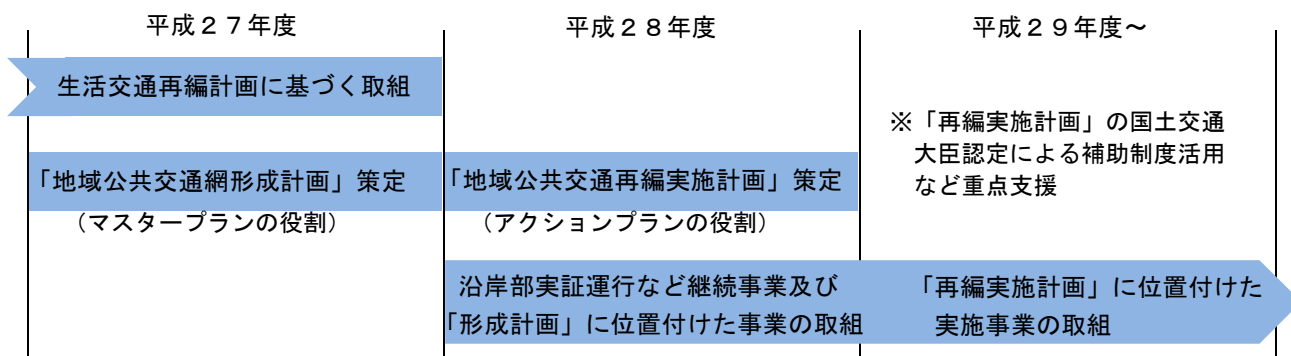 平成２７年度
平成２８年度
平成２９年度～
生活交通再編計画に基づく取組
※「再編実施計画」の国土交通
大臣認定による補助制度活用
など重点支援
「地域公共交通網形成計画」策定
（マスタープランの役割）
「地域公共交通再編実施計画」策定
（アクションプランの役割）
沿岸部実証運行など継続事業及び
「形成計画」に位置付けた事業の取組
「再編実施計画」に位置付けた
実施事業の取組